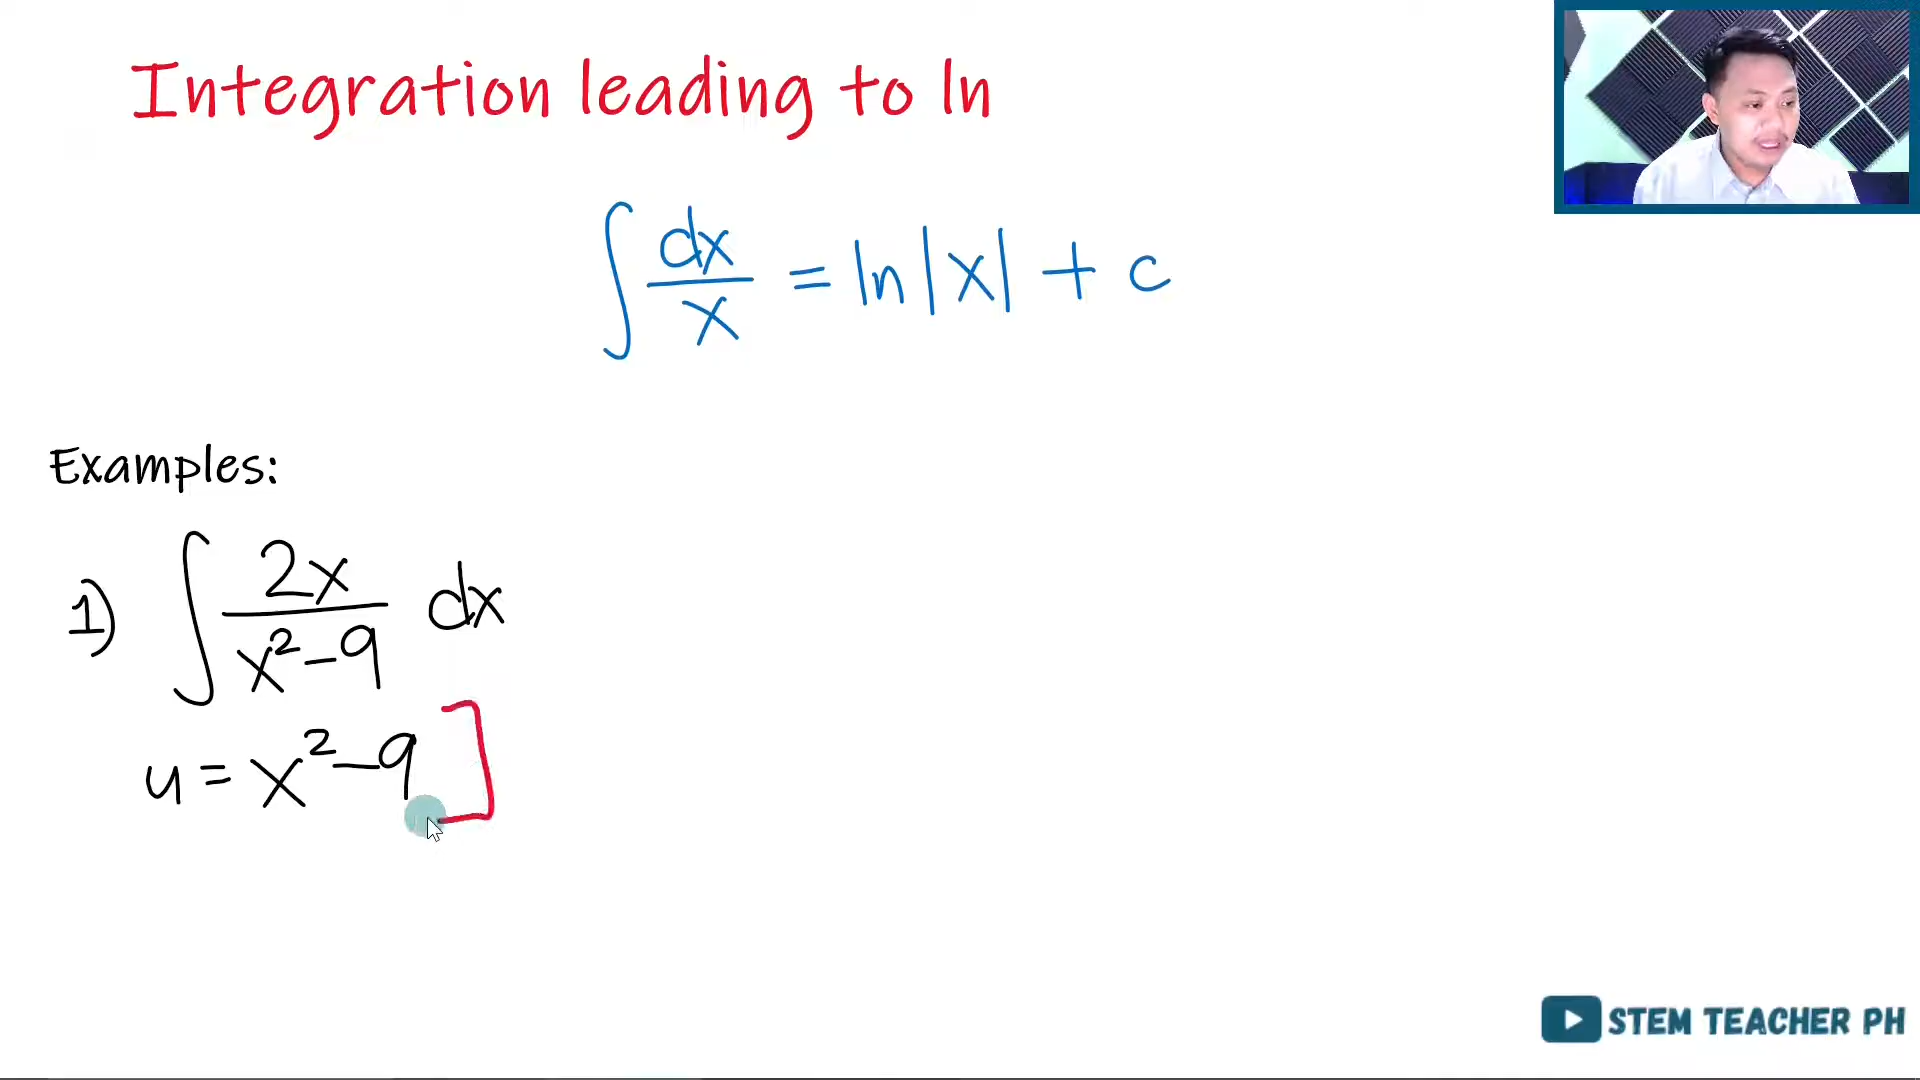 Integration leading to ln
∫ dx/x = ln|x| + c
Examples:
1) ∫ 2x/(x²-9) dx
u = x²-9
STEM TEACHER PH